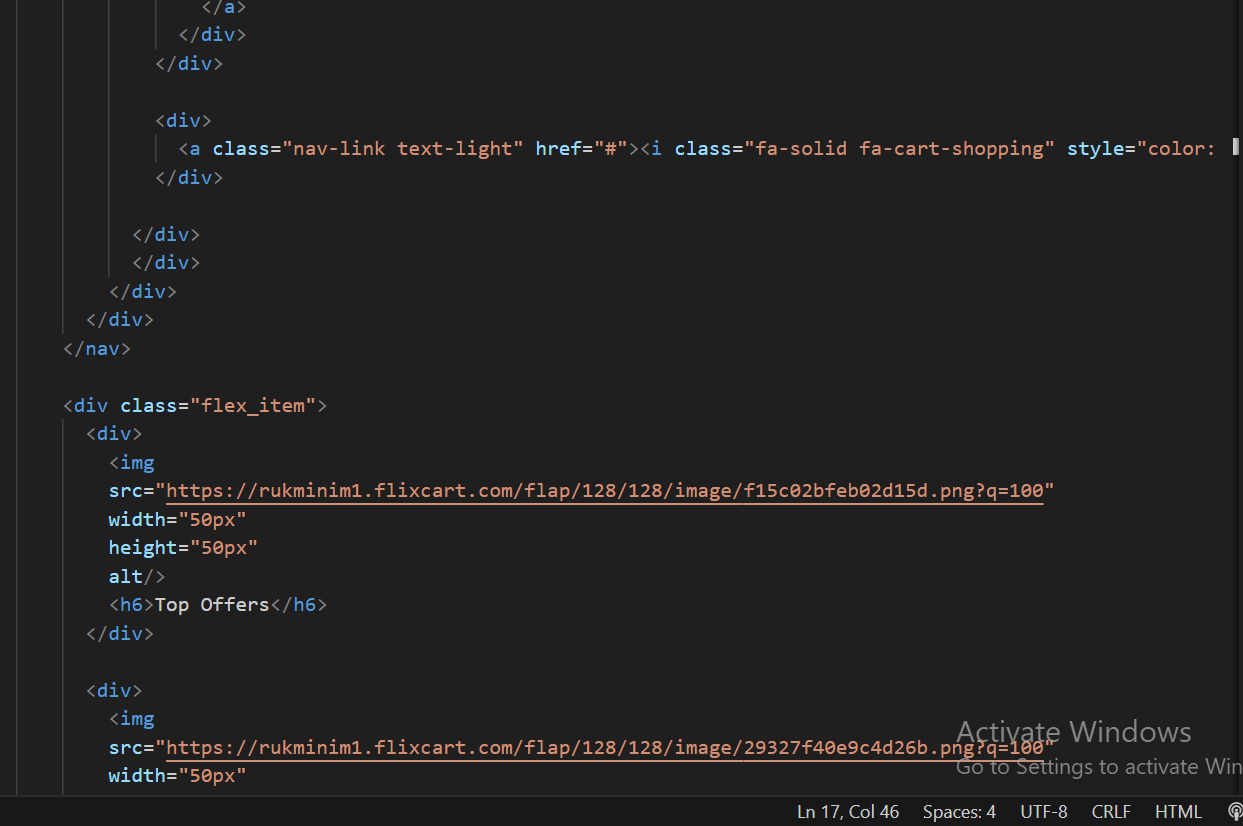 </a>
</div>
</div>
<div>
<a class="nav-link text-light" href="#"><i class="fa-solid fa-cart-shopping" style="color:
</div>
</div>
</div>
</div>
</div>
</nav>
<div class="flex_item">
<div>
<img
src="https://rukminim1.flixcart.com/flap/128/128/image/f15c02bfeb02d15d.png?q=100"
width="50px"
height="50px"
alt/>
<h6>Top Offers</h6>
</div>
<div>
<img
src="https://rukminim1.flixcart.com/flap/128/128/image/29327f40e9c4d26b.png?q=100"
width="50px"
Activate Windows
Go to Settings to activate Win
Ln 17, Col 46 Spaces: 4 UTF-8 CRLF HTML